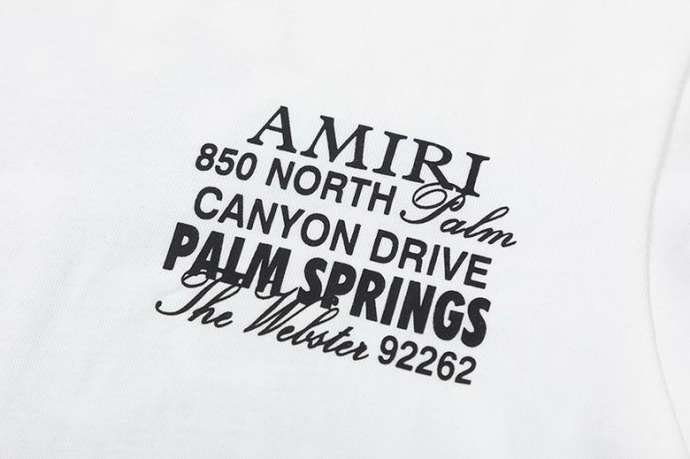 AMIRI
850 NORTH Palm
CANYON DRIVE
PALM SPRINGS
The Webster 92262